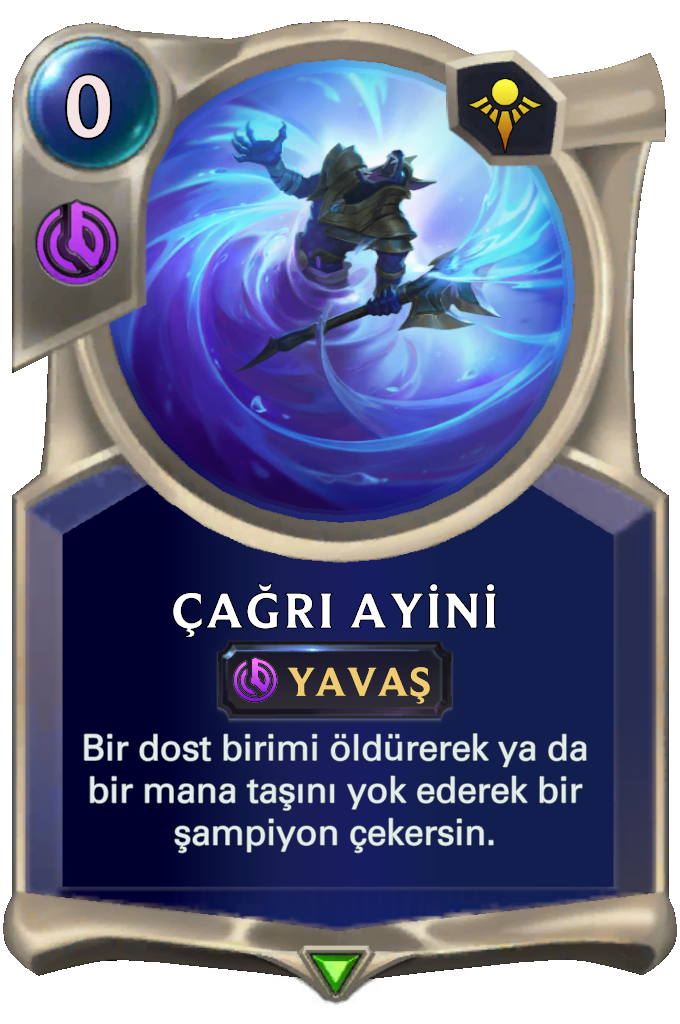 0
ÇAĞRI AYİNİ
YAVAŞ
Bir dost birimi öldürerek ya da
bir mana taşını yok ederek bir
şampiyon çekersin.